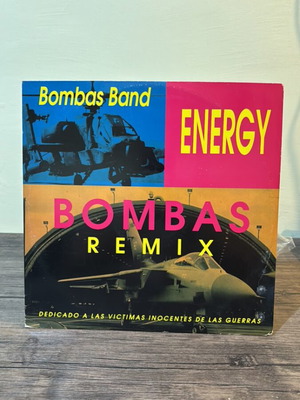 Bombas Band
ENERGY
BOMBAS
REMIX
DEDICADO A LAS VICTIMAS INOCENTES DE LAS GUERRAS